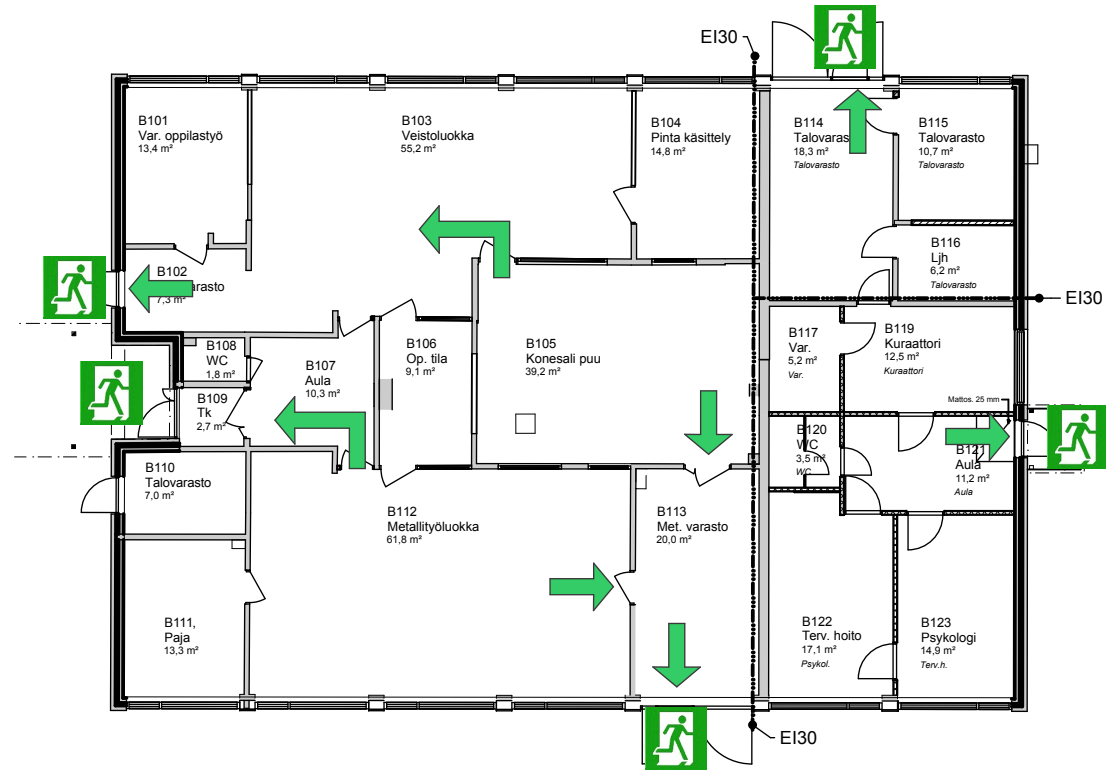 EI30
B101
Var. oppilastyö
13,4 m²
B103
Veistoluokka
55,2 m²
B104
Pinta käsittely
14,8 m²
B114
Talovaras
18,3 m²
Talovarasto
B115
Talovarasto
10,7 m²
Talovarasto
B116
Ljh
6,2 m²
Talovarasto
B102
arasto
7,3 m²
EI30
B108
WC
1,8 m²
B107
Aula
10,3 m²
B106
Op. tila
9,1 m²
B105
Konesali puu
39,2 m²
B117
Var.
5,2 m²
Var.
B119
Kuraattori
12,5 m²
Kuraattori
B109
Tk
2,7 m²
Mattos. 25 mm
B120
WC
3,5 m²
WC
B121
Aula
11,2 m²
Aula
B110
Talovarasto
7,0 m²
B112
Metallityöluokka
61,8 m²
B113
Met. varasto
20,0 m²
B111,
Paja
13,3 m²
B122
Terv. hoito
17,1 m²
Psykol.
B123
Psykologi
14,9 m²
Terv.h.
EI30